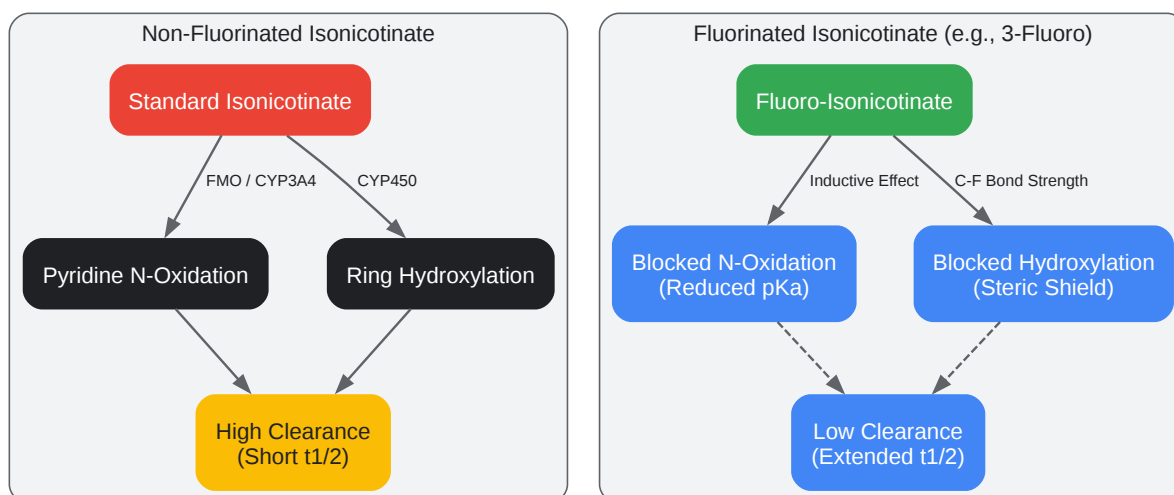 Non-Fluorinated Isonicotinate
Standard Isonicotinate
FMO / CYP3A4
CYP450
Pyridine N-Oxidation
Ring Hydroxylation
High Clearance
(Short t1/2)
Fluorinated Isonicotinate (e.g., 3-Fluoro)
Fluoro-Isonicotinate
Inductive Effect
C-F Bond Strength
Blocked N-Oxidation
(Reduced pKa)
Blocked Hydroxylation
(Steric Shield)
Low Clearance
(Extended t1/2)